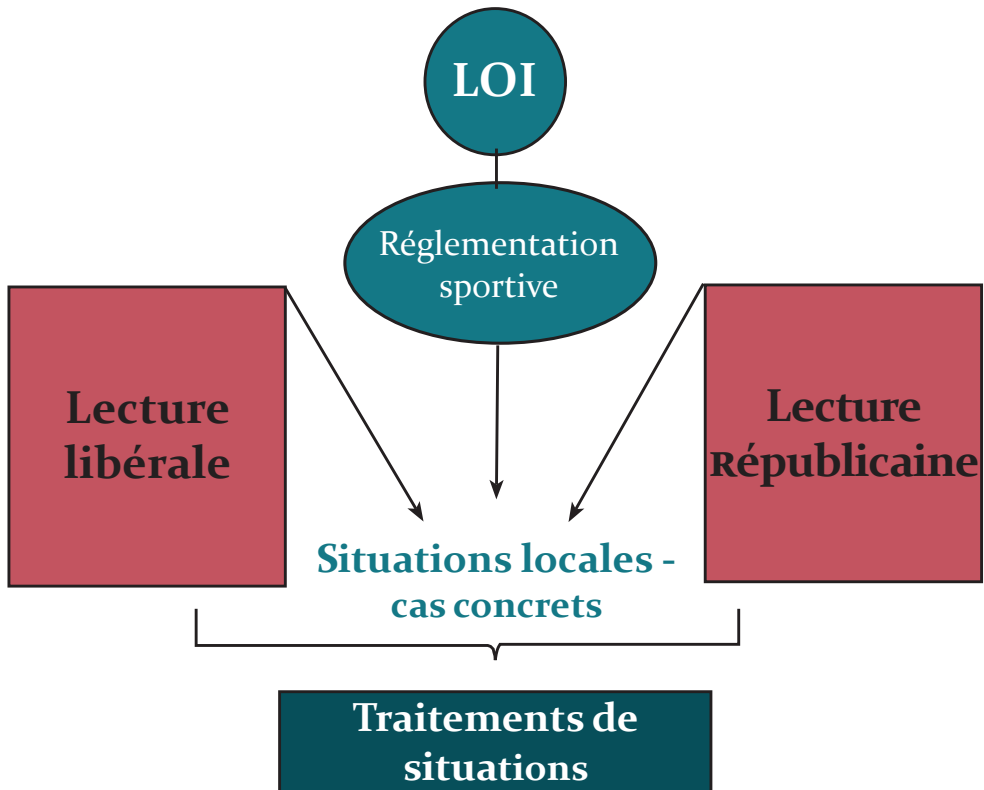 LOI
Réglementation
sportive
Lecture
libérale
Lecture
Républicaine
Situations locales -
cas concrets
Traitements de
situations